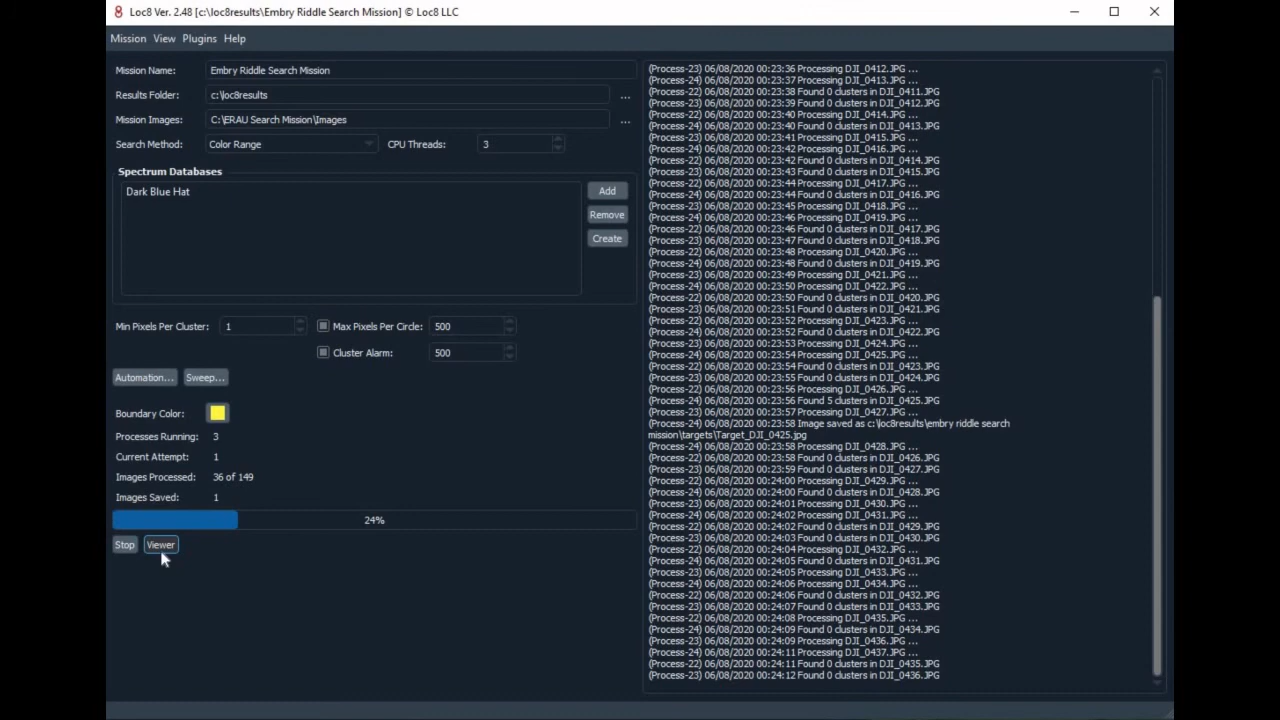 Loc8 Ver. 2.48 [c:\loc8results\Embry Riddle Search Mission] © Loc8 LLC
Mission View Plugins Help
Mission Name: Embry Riddle Search Mission
Results Folder: c:\loc8results ...
Mission Images: C:\ERAU Search Mission\Images ...
Search Method: Color Range CPU Threads: 3
Spectrum Databases
Dark Blue Hat
Add
Remove
Create
Min Pixels Per Cluster: 1 Max Pixels Per Circle: 500
Cluster Alarm: 500
Automation... Sweep...
Boundary Color:
Processes Running: 3
Current Attempt: 1
Images Processed: 36 of 149
Images Saved: 1
24%
Stop Viewer
(Process-23) 06/08/2020 00:23:36 Processing DJI_0412.JPG ...
(Process-24) 06/08/2020 00:23:37 Processing DJI_0413.JPG ...
(Process-22) 06/08/2020 00:23:38 Found 0 clusters in DJI_0411.JPG
(Process-23) 06/08/2020 00:23:39 Found 0 clusters in DJI_0412.JPG
(Process-22) 06/08/2020 00:23:40 Processing DJI_0414.JPG ...
(Process-24) 06/08/2020 00:23:40 Found 0 clusters in DJI_0413.JPG
(Process-23) 06/08/2020 00:23:41 Processing DJI_0415.JPG ...
(Process-24) 06/08/2020 00:23:42 Processing DJI_0416.JPG ...
(Process-22) 06/08/2020 00:23:42 Found 0 clusters in DJI_0414.JPG
(Process-23) 06/08/2020 00:23:43 Found 0 clusters in DJI_0415.JPG
(Process-22) 06/08/2020 00:23:44 Processing DJI_0417.JPG ...
(Process-24) 06/08/2020 00:23:44 Found 0 clusters in DJI_0416.JPG
(Process-23) 06/08/2020 00:23:45 Processing DJI_0418.JPG ...
(Process-24) 06/08/2020 00:23:46 Processing DJI_0419.JPG ...
(Process-22) 06/08/2020 00:23:46 Found 0 clusters in DJI_0417.JPG
(Process-23) 06/08/2020 00:23:47 Found 0 clusters in DJI_0418.JPG
(Process-22) 06/08/2020 00:23:48 Processing DJI_0420.JPG ...
(Process-24) 06/08/2020 00:23:48 Found 0 clusters in DJI_0419.JPG
(Process-23) 06/08/2020 00:23:49 Processing DJI_0421.JPG ...
(Process-24) 06/08/2020 00:23:50 Processing DJI_0422.JPG ...
(Process-22) 06/08/2020 00:23:50 Found 0 clusters in DJI_0420.JPG
(Process-23) 06/08/2020 00:23:51 Found 0 clusters in DJI_0421.JPG
(Process-22) 06/08/2020 00:23:52 Processing DJI_0423.JPG ...
(Process-24) 06/08/2020 00:23:52 Found 0 clusters in DJI_0422.JPG
(Process-23) 06/08/2020 00:23:53 Processing DJI_0424.JPG ...
(Process-24) 06/08/2020 00:23:54 Processing DJI_0425.JPG ...
(Process-22) 06/08/2020 00:23:54 Found 0 clusters in DJI_0423.JPG
(Process-23) 06/08/2020 00:23:55 Found 0 clusters in DJI_0424.JPG
(Process-22) 06/08/2020 00:23:56 Processing DJI_0426.JPG ...
(Process-24) 06/08/2020 00:23:56 Found 5 clusters in DJI_0425.JPG
(Process-23) 06/08/2020 00:23:57 Processing DJI_0427.JPG ...
(Process-24) 06/08/2020 00:23:58 Image saved as c:\loc8results\embry riddle search
mission\targets\Target_DJI_0425.jpg
(Process-24) 06/08/2020 00:23:58 Processing DJI_0428.JPG ...
(Process-22) 06/08/2020 00:23:58 Found 0 clusters in DJI_0426.JPG
(Process-23) 06/08/2020 00:23:59 Found 0 clusters in DJI_0427.JPG
(Process-22) 06/08/2020 00:24:00 Processing DJI_0429.JPG ...
(Process-24) 06/08/2020 00:24:00 Found 0 clusters in DJI_0428.JPG
(Process-23) 06/08/2020 00:24:01 Processing DJI_0430.JPG ...
(Process-24) 06/08/2020 00:24:02 Processing DJI_0431.JPG ...
(Process-22) 06/08/2020 00:24:02 Found 0 clusters in DJI_0429.JPG
(Process-23) 06/08/2020 00:24:03 Found 0 clusters in DJI_0430.JPG
(Process-22) 06/08/2020 00:24:04 Processing DJI_0432.JPG ...
(Process-24) 06/08/2020 00:24:05 Found 0 clusters in DJI_0431.JPG
(Process-23) 06/08/2020 00:24:05 Processing DJI_0433.JPG ...
(Process-24) 06/08/2020 00:24:06 Processing DJI_0434.JPG ...
(Process-22) 06/08/2020 00:24:06 Found 0 clusters in DJI_0432.JPG
(Process-23) 06/08/2020 00:24:07 Found 0 clusters in DJI_0433.JPG
(Process-22) 06/08/2020 00:24:08 Processing DJI_0435.JPG ...
(Process-24) 06/08/2020 00:24:09 Found 0 clusters in DJI_0434.JPG
(Process-23) 06/08/2020 00:24:09 Processing DJI_0436.JPG ...
(Process-24) 06/08/2020 00:24:11 Processing DJI_0437.JPG ...
(Process-22) 06/08/2020 00:24:11 Found 0 clusters in DJI_0435.JPG
(Process-23) 06/08/2020 00:24:12 Found 0 clusters in DJI_0436.JPG